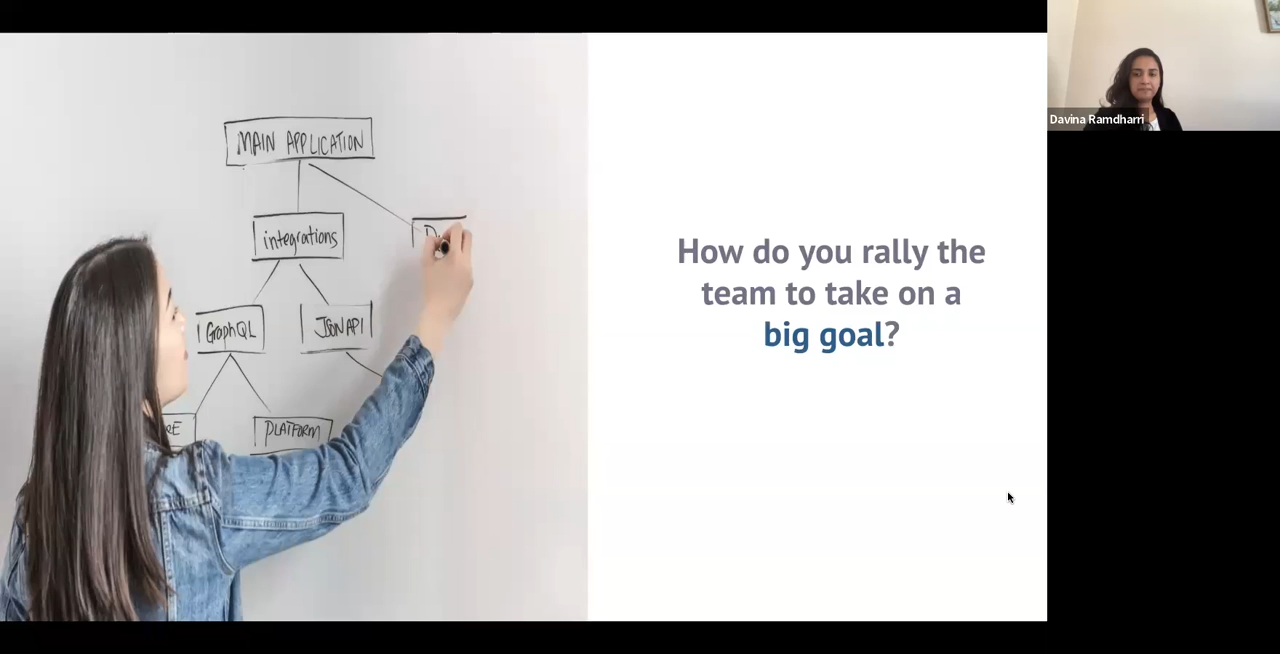 MAIN APPLICATION
integrations
GraphQL
JSON API
PLATFORM
How do you rally the
team to take on a
big goal?
Davina Ramdharri